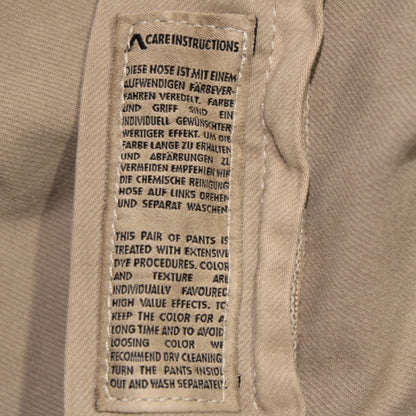 CARE INSTRUCTIONS
DIESE HOSE IST MIT EINEM
AUFWENDIGEN FÄRBEVER-
FAHREN VEREDELT. FARBE
UND GRIFF SIND EIN
INDIVIDUELL GEWÜNSCHTER
WERTIGER EFFEKT. UM DIE
FARBE LANGE ZU ERHALTEN
UND ABFÄRBUNGEN ZU
VERMEIDEN EMPFEHLEN WIR
DIE CHEMISCHE REINIGUNG
HOSE AUF LINKS DREHEN
UND SEPARAT WASCHEN
THIS PAIR OF PANTS IS
TREATED WITH EXTENSIVE
DYE PROCEDURES. COLOR
AND TEXTURE ARE
INDIVIDUALLY FAVOURED
HIGH VALUE EFFECTS. TO
KEEP THE COLOR FOR A
LONG TIME AND TO AVOID
LOOSING COLOR WE
RECOMMEND DRY CLEANING
TURN THE PANTS INSIDE
OUT AND WASH SEPARATELY.